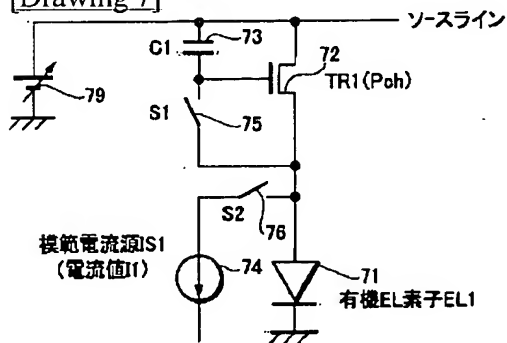 [Drawing 7]
ソースライン
C1
73
72
TR1(Pch)
79
S1
75
S2
76
模範電流源IS1
(電流値I1)
74
71
有機EL素子EL1